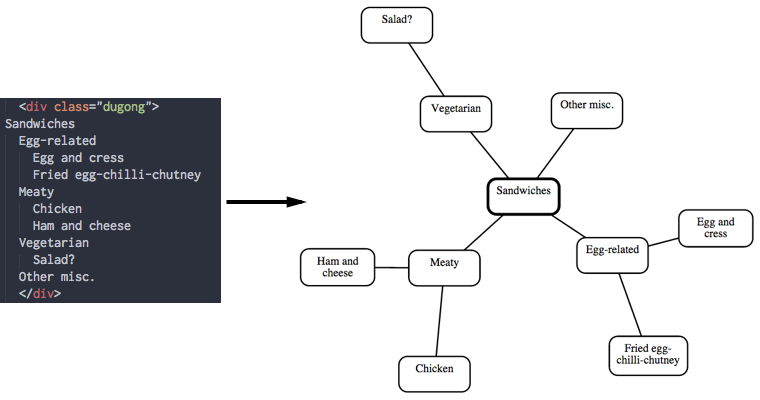 <div class="dugong">
Sandwiches
Egg-related
Egg and cress
Fried egg-chilli-chutney
Meaty
Chicken
Ham and cheese
Vegetarian
Salad?
Other misc.
</div>
Salad?
Vegetarian
Other misc.
Sandwiches
Egg and
cress
Egg-related
Meaty
Ham and
cheese
Fried egg-
chilli-chutney
Chicken